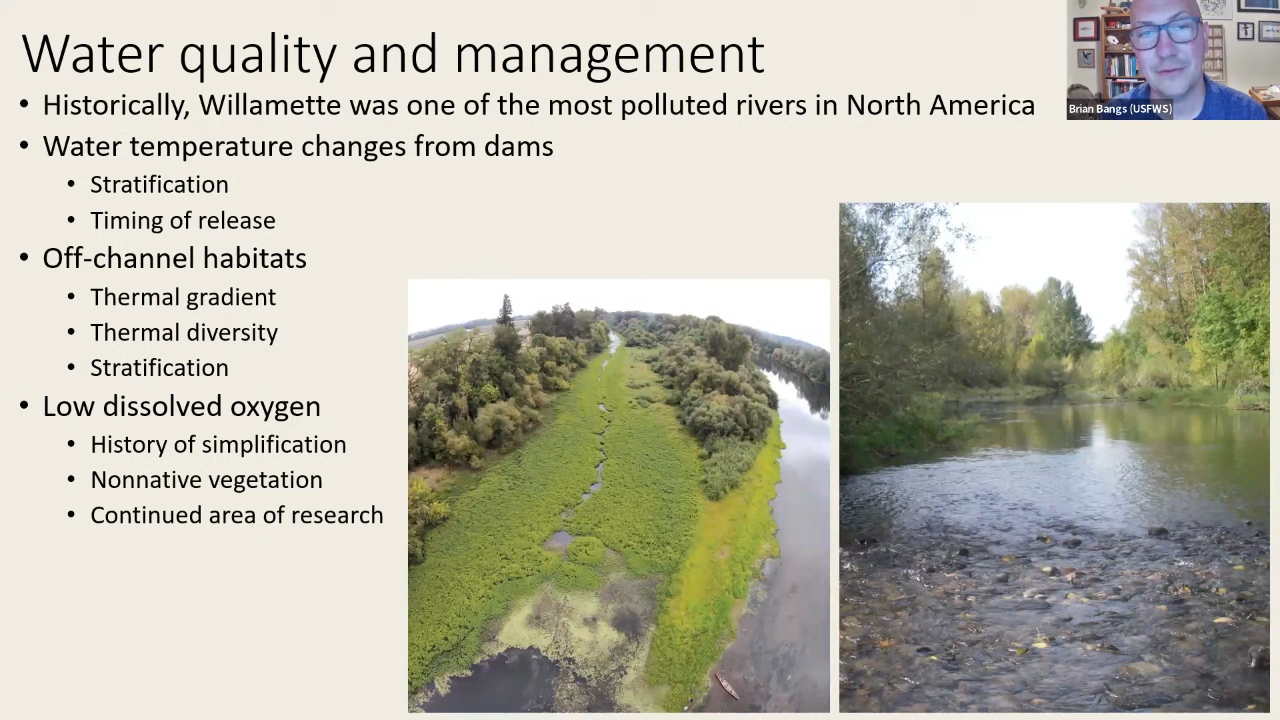 Water quality and management
• Historically, Willamette was one of the most polluted rivers in North America
• Water temperature changes from dams
• Stratification
• Timing of release
• Off-channel habitats
• Thermal gradient
• Thermal diversity
• Stratification
• Low dissolved oxygen
• History of simplification
• Nonnative vegetation
• Continued area of research
Brian Bangs (USFWS)